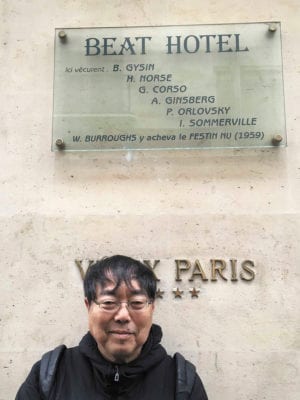 BEAT HOTEL
Ici vécurent : B. GYSIN
H. NORSE
G. CORSO
A. GINSBERG
P. ORLOVSKY
I. SOMMERVILLE
W. BURROUGHS y acheva le FESTIN NU (1959)
PARIS